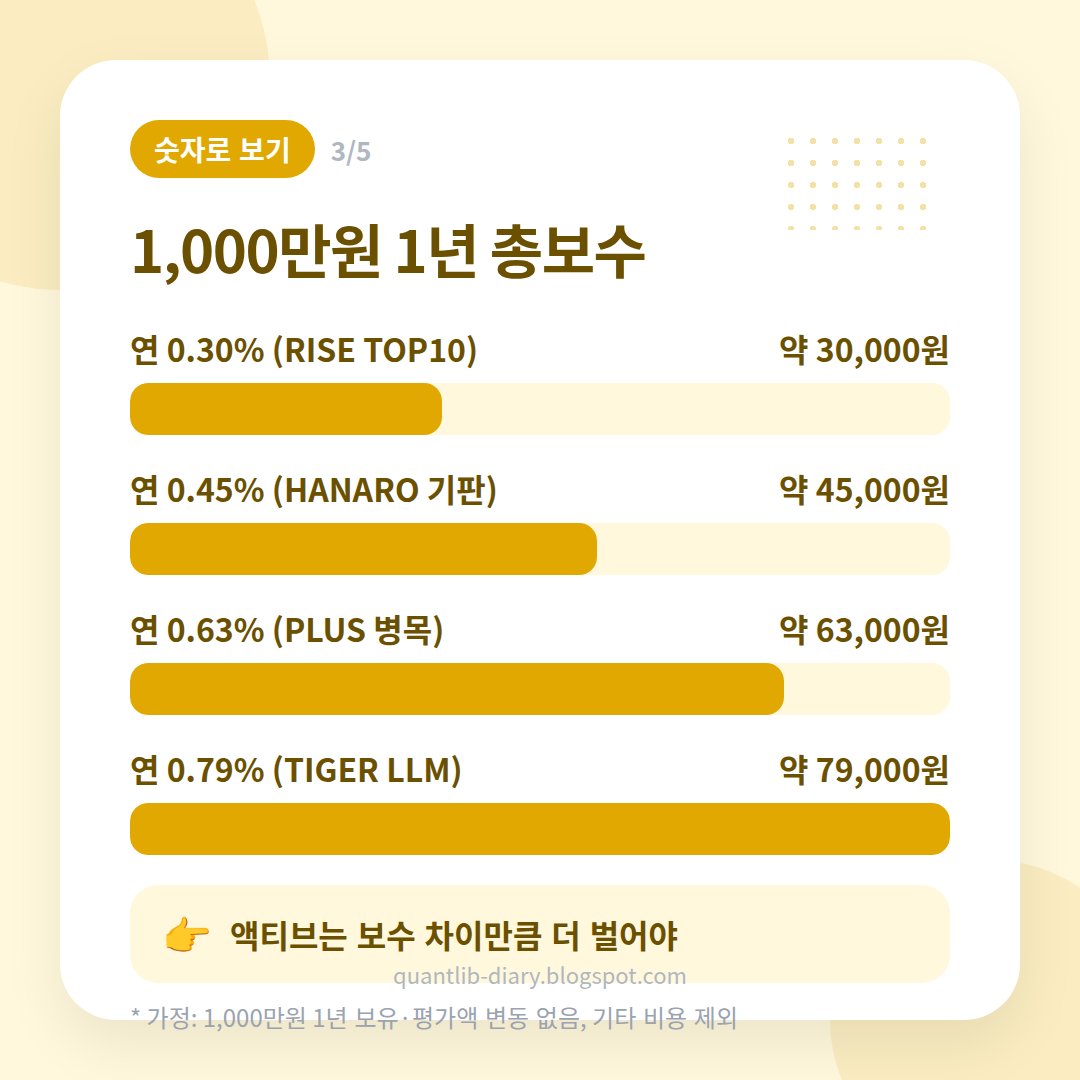 숫자로 보기 3/5
1,000만원 1년 총보수
연 0.30% (RISE TOP10) 약 30,000원
연 0.45% (HANARO 기판) 약 45,000원
연 0.63% (PLUS 병목) 약 63,000원
연 0.79% (TIGER LLM) 약 79,000원
👉 액티브는 보수 차이만큼 더 벌어야
quantlib-diary.blogspot.com
* 가정: 1,000만원 1년 보유·평가액 변동 없음, 기타 비용 제외